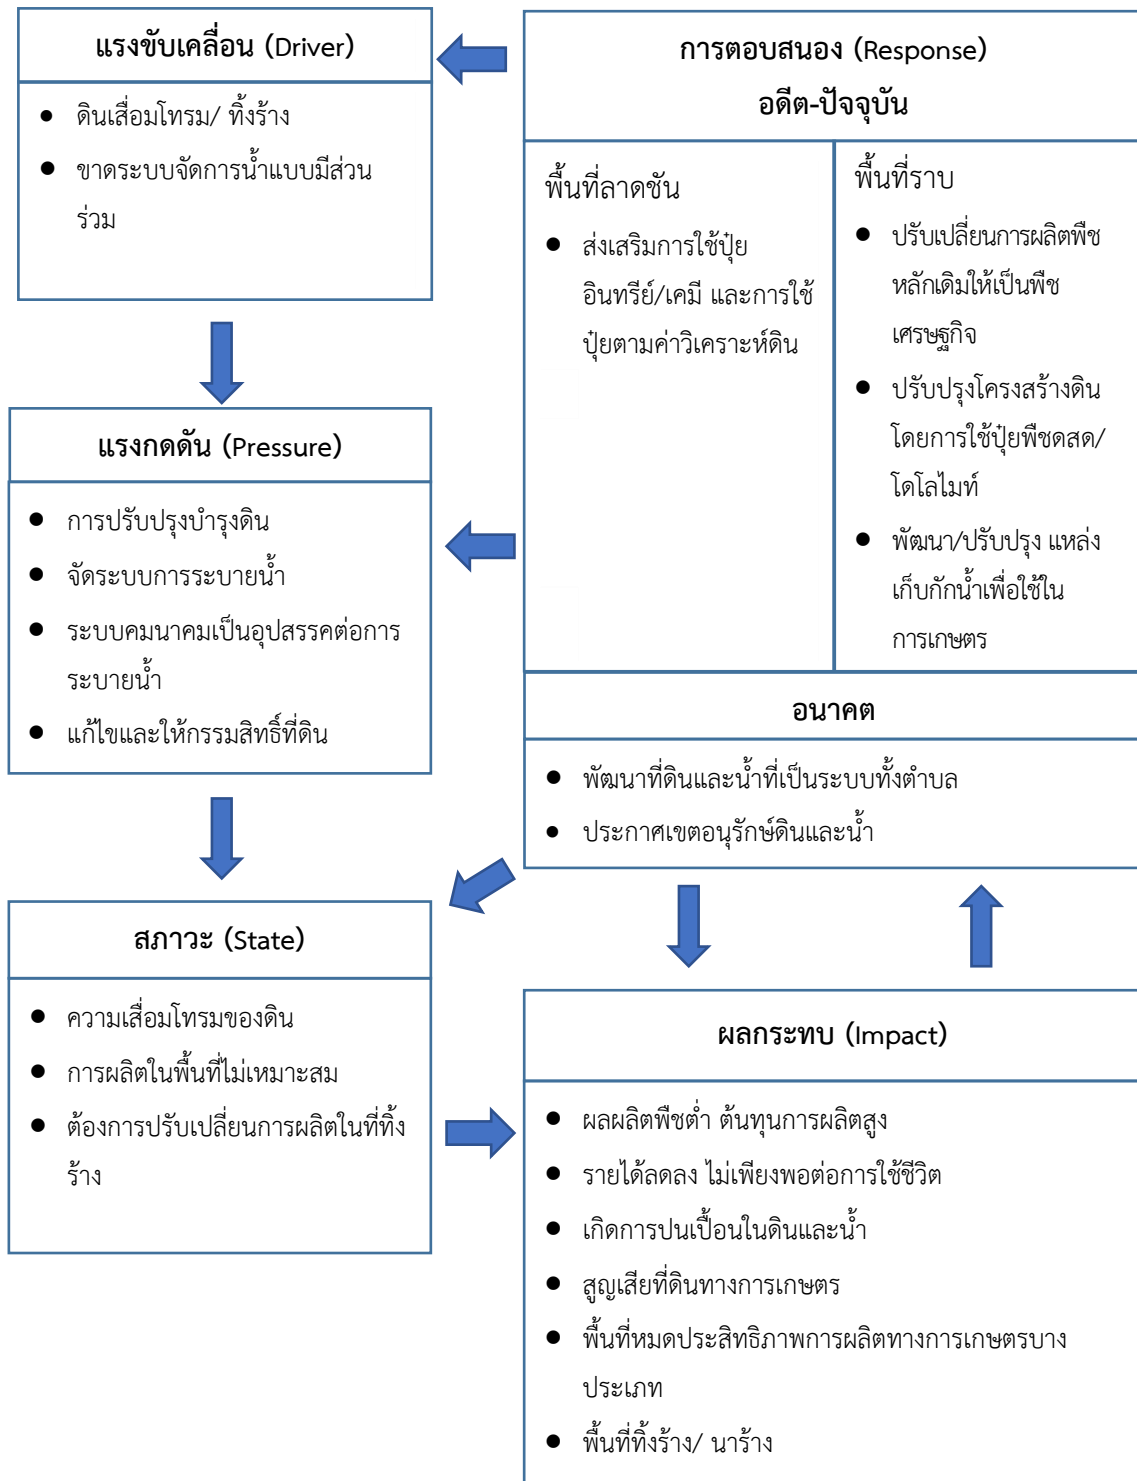 แรงขับเคลื่อน (Driver)
● ดินเสื่อมโทรม/ ทิ้งร้าง
● ขาดระบบจัดการน้ำแบบมีส่วน
ร่วม
การตอบสนอง (Response)
อดีต-ปัจจุบัน
พื้นที่ลาดชัน
● ส่งเสริมการใช้ปุ๋ย
อินทรีย์/เคมี และการใช้
ปุ๋ยตามค่าวิเคราะห์ดิน
พื้นที่ราบ
● ปรับเปลี่ยนการผลิตพืช
หลักเดิมให้เป็นพืช
เศรษฐกิจ
● ปรับปรุงโครงสร้างดิน
โดยการใช้ปุ๋ยพืชดสด/
โดโลไมท์
● พัฒนา/ปรับปรุง แหล่ง
เก็บกักน้ำเพื่อใช้ใน
การเกษตร
อนาคต
● พัฒนาที่ดินและน้ำที่เป็นระบบทั้งตำบล
● ประกาศเขตอนุรักษ์ดินและน้ำ
แรงกดดัน (Pressure)
● การปรับปรุงบำรุงดิน
● จัดระบบการระบายน้ำ
● ระบบคมนาคมเป็นอุปสรรคต่อการ
ระบายน้ำ
● แก้ไขและให้กรรมสิทธิ์ที่ดิน
สภาวะ (State)
● ความเสื่อมโทรมของดิน
● การผลิตในพื้นที่ไม่เหมาะสม
● ต้องการปรับเปลี่ยนการผลิตในที่ทิ้ง
ร้าง
ผลกระทบ (Impact)
● ผลผลิตพืชต่ำ ต้นทุนการผลิตสูง
● รายได้ลดลง ไม่เพียงพอต่อการใช้ชีวิต
● เกิดการปนเปื้อนในดินและน้ำ
● สูญเสียที่ดินทางการเกษตร
● พื้นที่หมดประสิทธิภาพการผลิตทางการเกษตรบาง
ประเภท
● พื้นที่ทิ้งร้าง/ นาร้าง